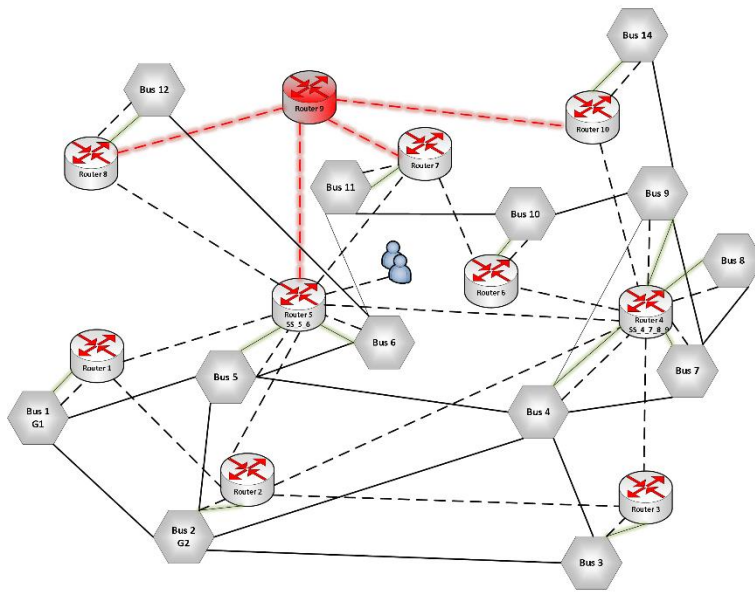 Bus 14
Bus 12
Router 9
Router 10
Router 8
Router 7
Bus 11
Bus 9
Bus 10
Bus 8
Router 6
Router 5
SS_5_6
Router 4
SS_4_7_8_9
Bus 6
Router 1
Bus 5
Bus 7
Bus 1
G1
Bus 4
Router 2
Router 3
Bus 2
G2
Bus 3